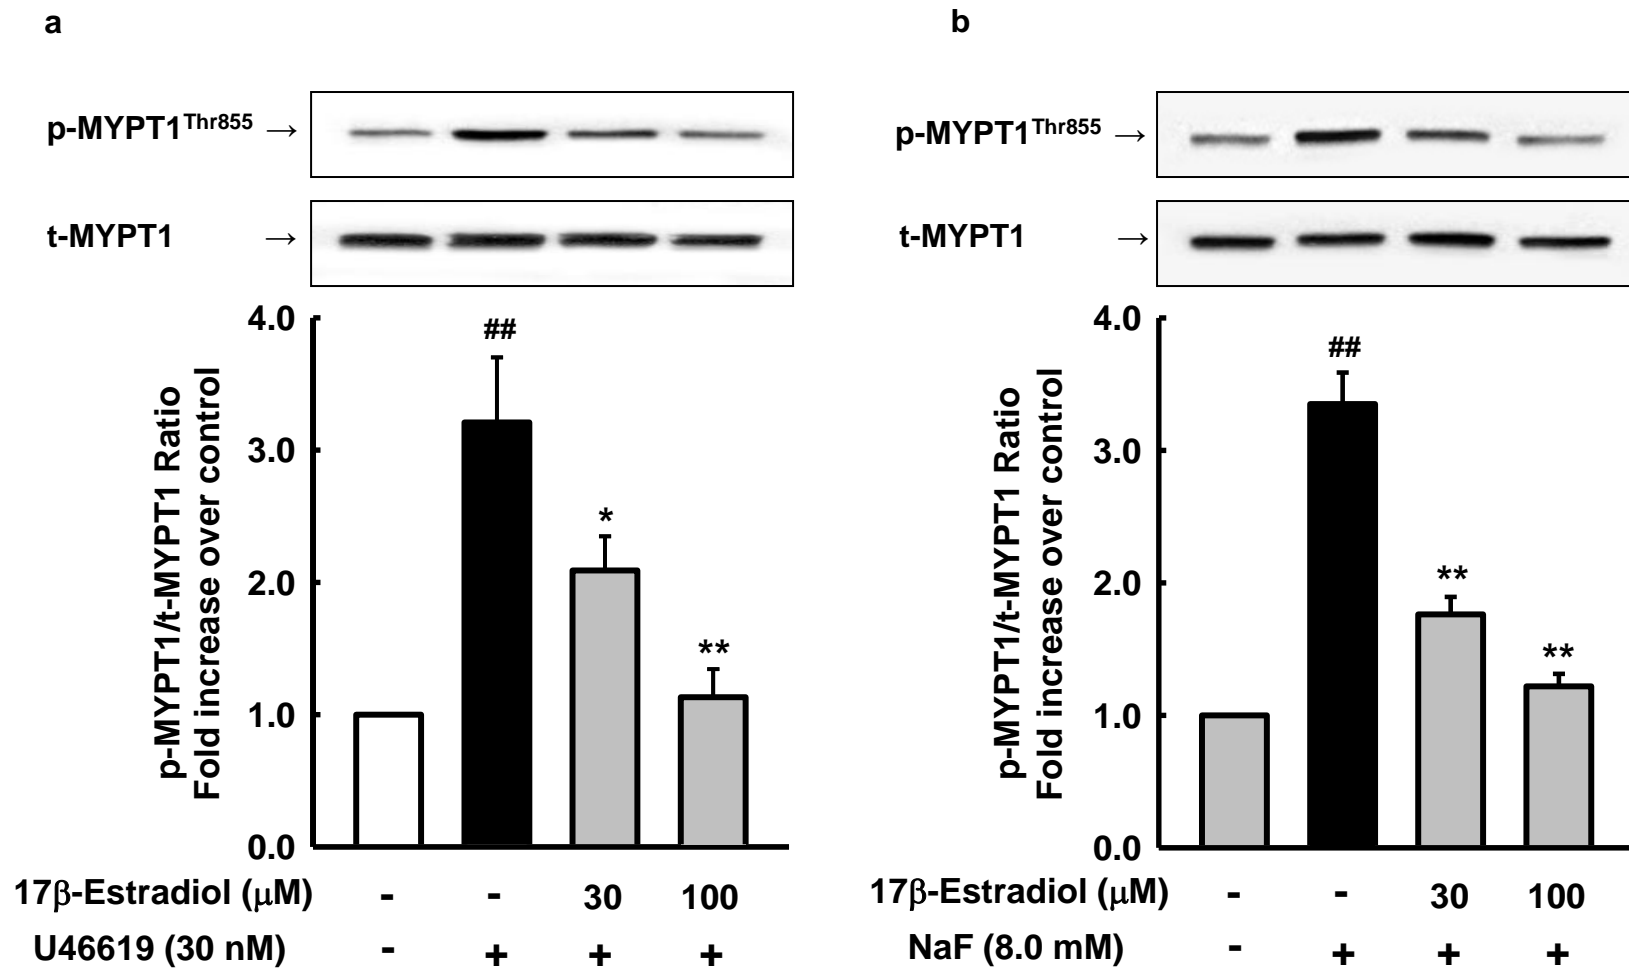 a
p-MYPT1Thr855 →
t-MYPT1 →
##
*
**
4.0
3.0
2.0
1.0
0.0
p-MYPT1/t-MYPT1 Ratio
Fold increase over control
17β-Estradiol (μM) - - 30 100
U46619 (30 nM) - + + +
b
p-MYPT1Thr855 →
t-MYPT1 →
##
**
**
4.0
3.0
2.0
1.0
0.0
p-MYPT1/t-MYPT1 Ratio
Fold increase over control
17β-Estradiol (μM) - - 30 100
NaF (8.0 mM) - + + +